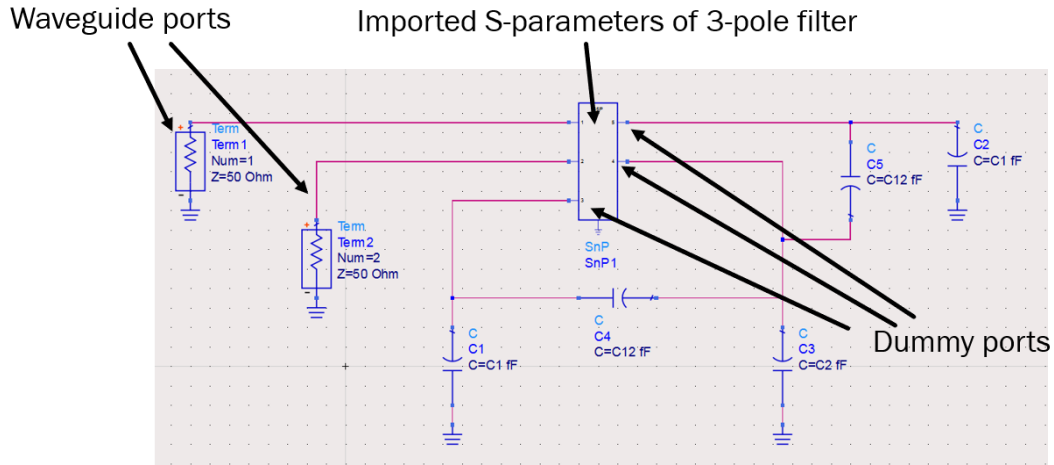 Waveguide ports
Imported S-parameters of 3-pole filter
Term
Term1
Num=1
Z=50 Ohm
+
-
Term
Term2
Num=2
Z=50 Ohm
+
-
1
2
3
4
SnP
SnP1
C
C5
C=C12 fF
C
C2
C=C1 fF
C
C4
C=C12 fF
C
C1
C=C1 fF
C
C3
C=C2 fF
Dummy ports